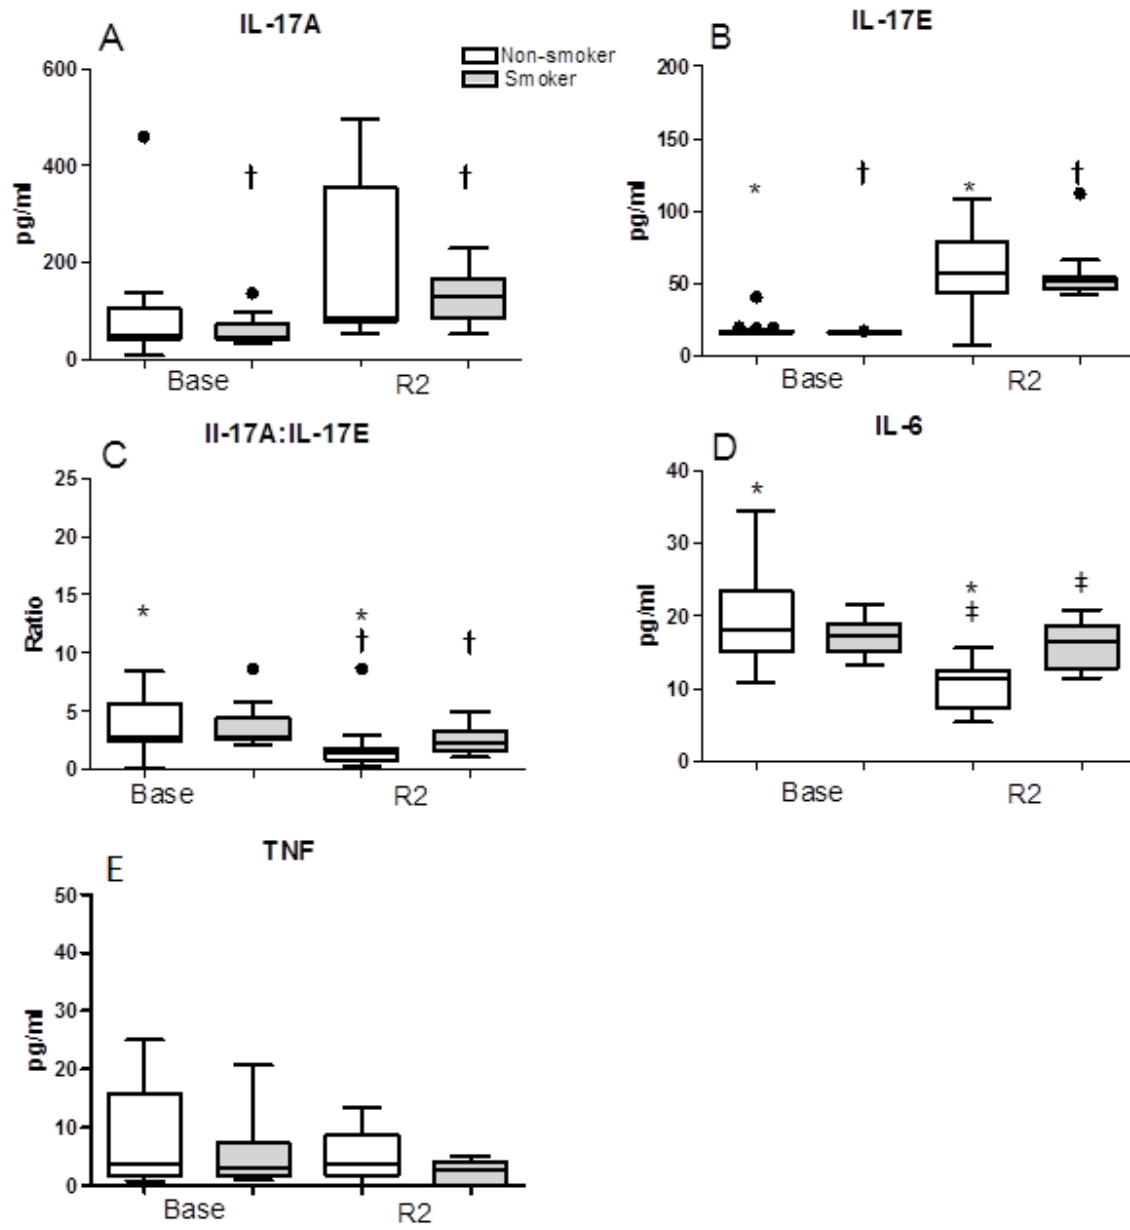 A
IL-17A
Non-smoker
Smoker
600
400
200
0
pg/ml
†
†
Base
R2
B
IL-17E
200
150
100
50
0
pg/ml
*
†
*
†
Base
R2
C
Il-17A:IL-17E
25
20
15
10
5
0
Ratio
*
*
†
†
Base
R2
D
IL-6
40
30
20
10
0
pg/ml
*
*
‡
‡
Base
R2
E
TNF
50
40
30
20
10
0
pg/ml
Base
R2